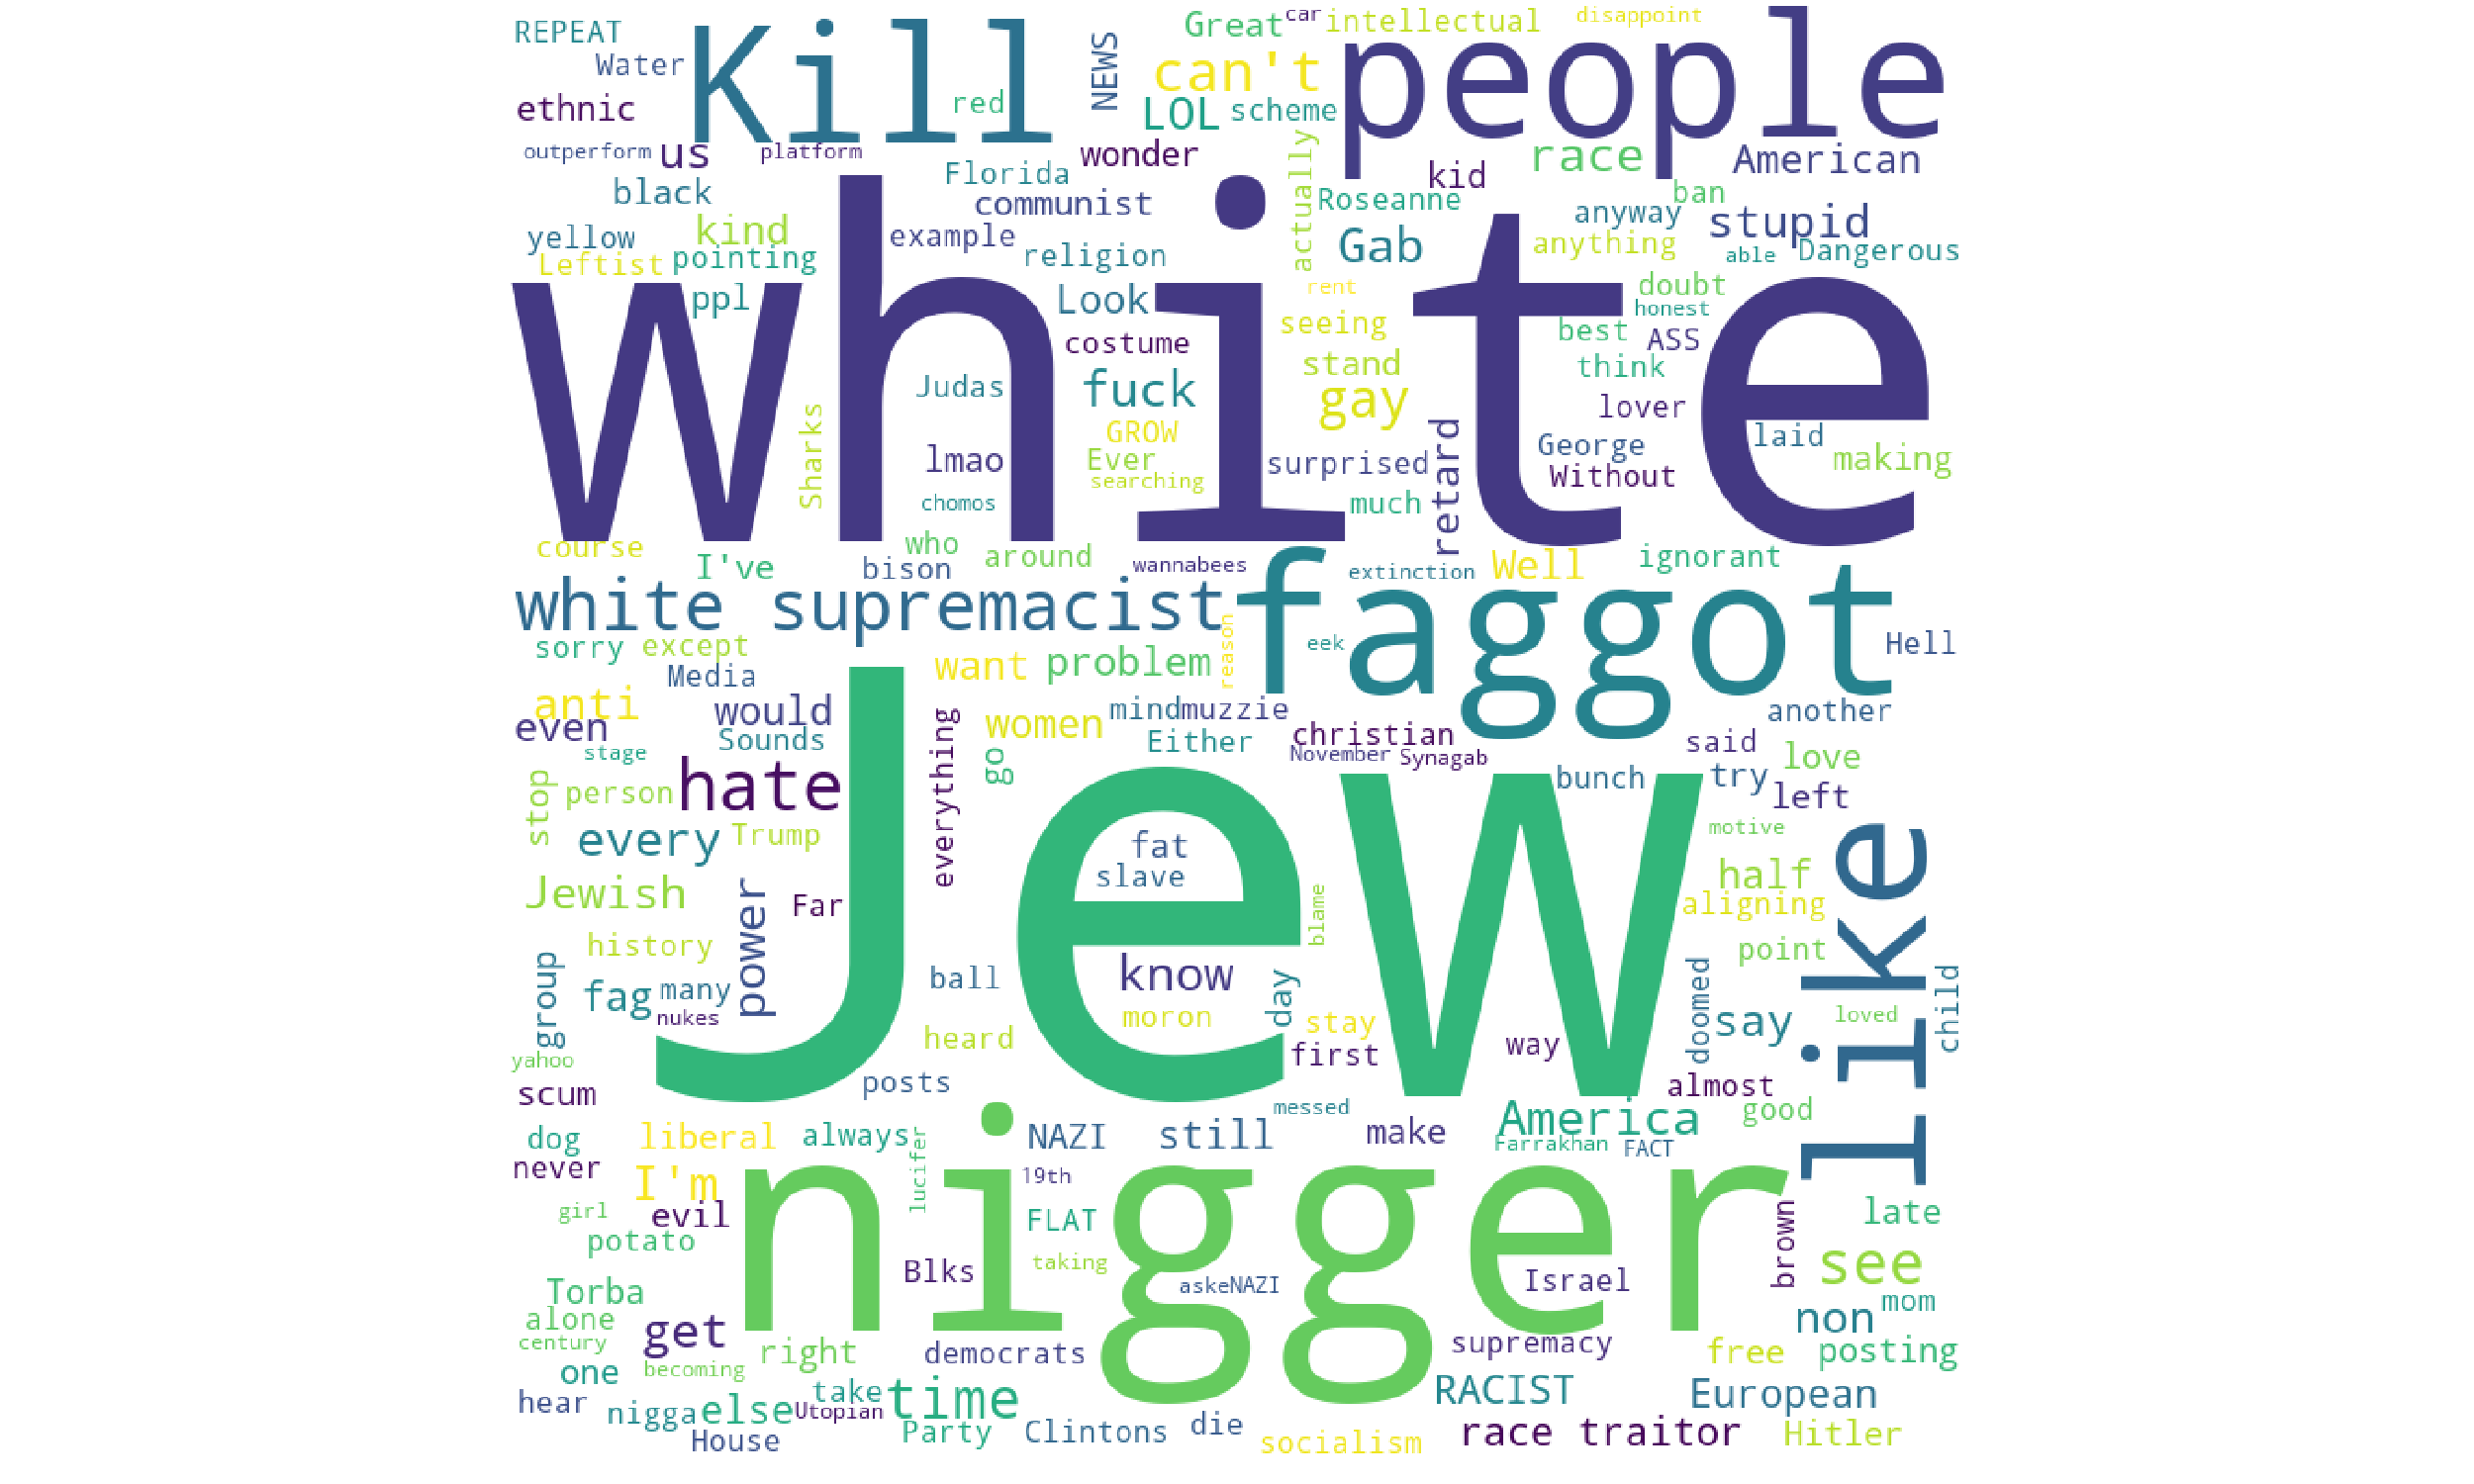 REPEAT
Water
ethnic
outperform
us
platform
Kill
red
NEWS
Great
car
intellectual
disappoint
can't
LOL
scheme
people
wonder
race
American
black
Florida
communist
actually
Roseanne
kid
ban
anyway
stupid
yellow
kind
example
Leftist
pointing
religion
Gab
anything
able
Dangerous
ppl
Look
rent
doubt
honest
white
costume
seeing
best
ASS
stand
think
Judas
fuck
gay
lover
Sharks
GROW
lmao
Ever
surprised
retard
George
laid
making
searching
Without
chomos
much
course
who
I've
bison
around
wannabees
extinction
Well
ignorant
white supremacist
faggot
sorry
except
want
problem
reason
eek
Hell
Media
anti
would
even
Sounds
women
mind
muzzie
another
stage
everything
go
Either
christian
November
Synagab
said
love
stop
person
hate
bunch
try
left
every
Trump
Jew
fat
slave
motive
like
Jewish
power
Far
blame
half
aligning
history
point
group
fag
many
nukes
ball
know
day
moron
heard
stay
first
way
doomed
say
loved
child
yahoo
scum
posts
almost
messed
America
good
dog
liberal
always
NAZI
still
make
Farrakhan
FACT
never
I'm
lucifer
19th
nigger
girl
evil
potato
FLAT
brown
late
Blks
taking
askeNAZI
Israel
see
Torba
alone
century
get
non
mom
right
democrats
supremacy
free
posting
one
becoming
hear
nigga
else
take
Utopian
time
RACIST
European
House
Party
Clintons
die
socialism
race traitor
Hitler